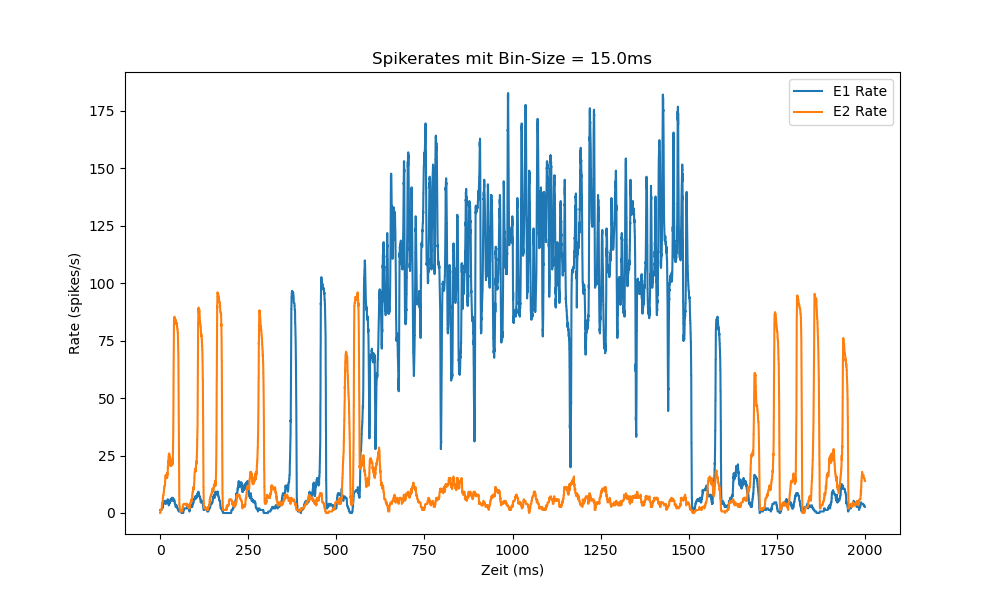 Spikerates mit Bin-Size = 15.0ms
E1 Rate
E2 Rate
Rate (spikes/s)
175
150
125
100
75
50
25
0
0 250 500 750 1000 1250 1500 1750 2000
Zeit (ms)